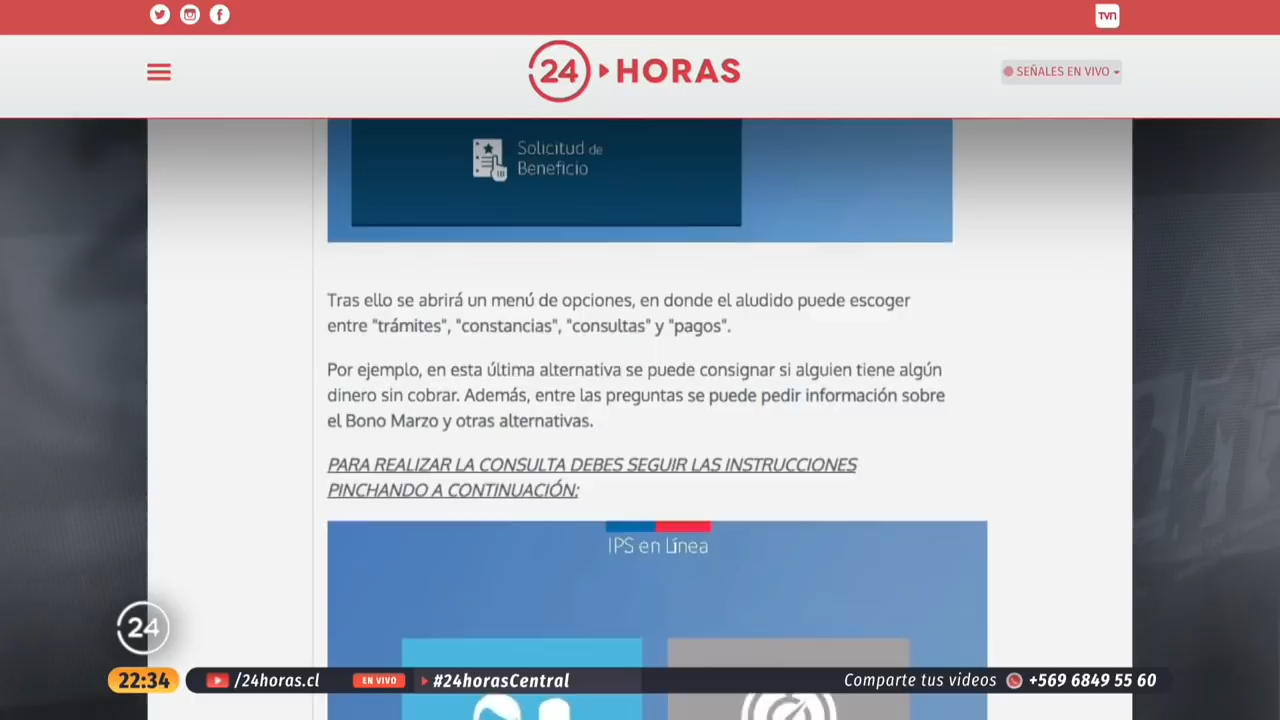 TVN
24 HORAS
SEÑALES EN VIVO
Solicitud de
Beneficio
Tras ello se abrirá un menú de opciones, en donde el aludido puede escoger
entre "trámites", "constancias", "consultas" y "pagos".
Por ejemplo, en esta última alternativa se puede consignar si alguien tiene algún
dinero sin cobrar. Además, entre las preguntas se puede pedir información sobre
el Bono Marzo y otras alternativas.
PARA REALIZAR LA CONSULTA DEBES SEGUIR LAS INSTRUCCIONES
PINCHANDO A CONTINUACIÓN:
IPS en Línea
24
22:34 /24horas.cl EN VIVO #24horasCentral Comparte tus videos +569 6849 55 60